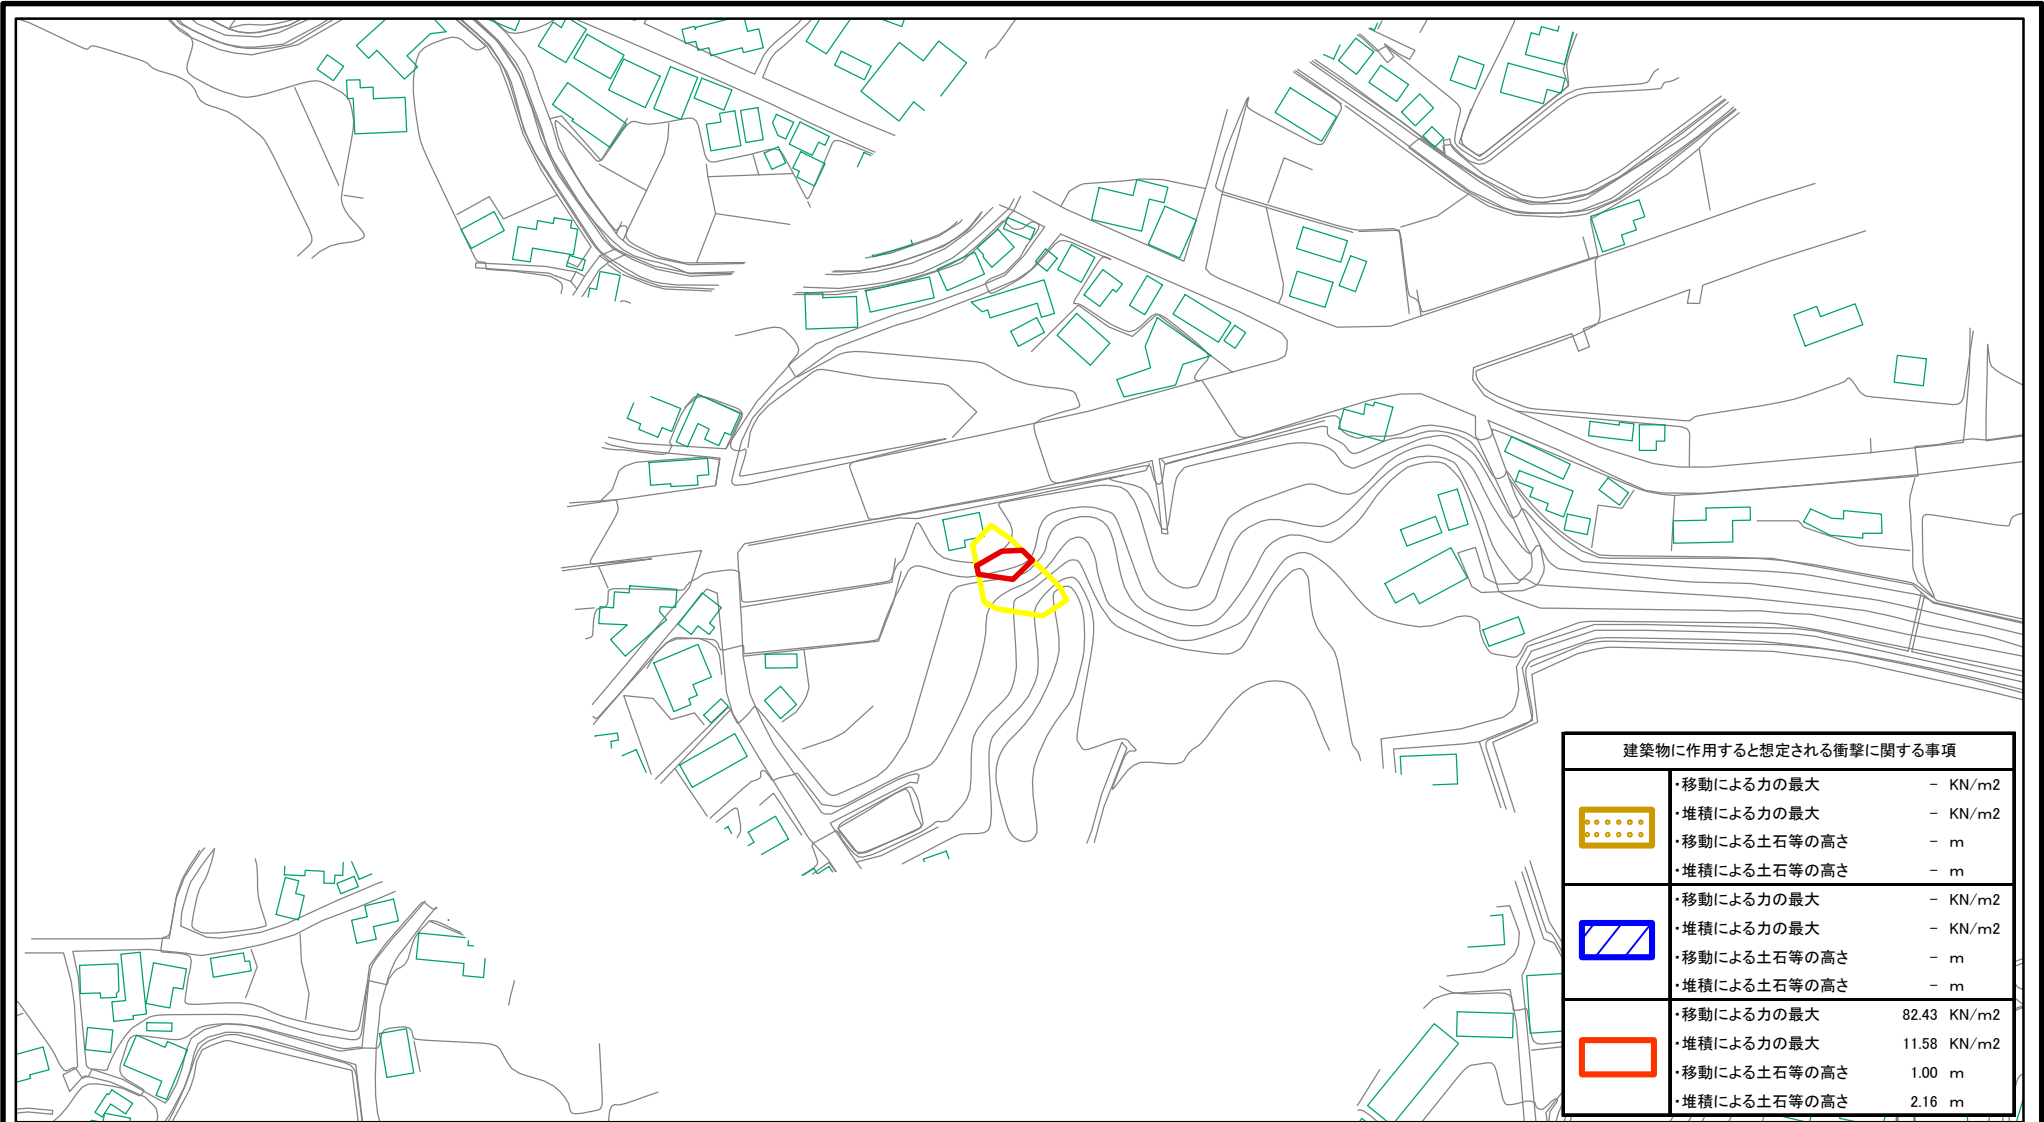 建築物に作用すると想定される衝撃に関する事項
・移動による力の最大 - KN/m2
・堆積による力の最大 - KN/m2
・移動による土石等の高さ - m
・堆積による土石等の高さ - m
・移動による力の最大 - KN/m2
・堆積による力の最大 - KN/m2
・移動による土石等の高さ - m
・堆積による土石等の高さ - m
・移動による力の最大 82.43 KN/m2
・堆積による力の最大 11.58 KN/m2
・移動による土石等の高さ 1.00 m
・堆積による土石等の高さ 2.16 m